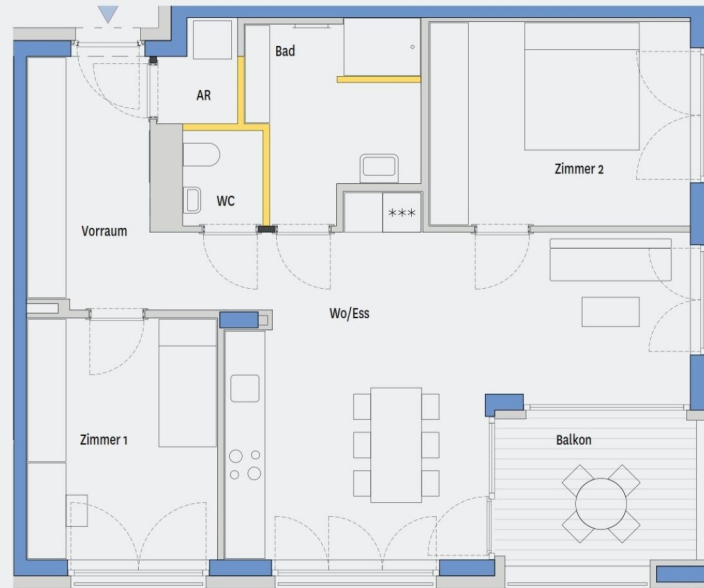 Bad
AR
Zimmer 2
WC
***
Vorraum
Wo/Ess
Zimmer 1
Balkon